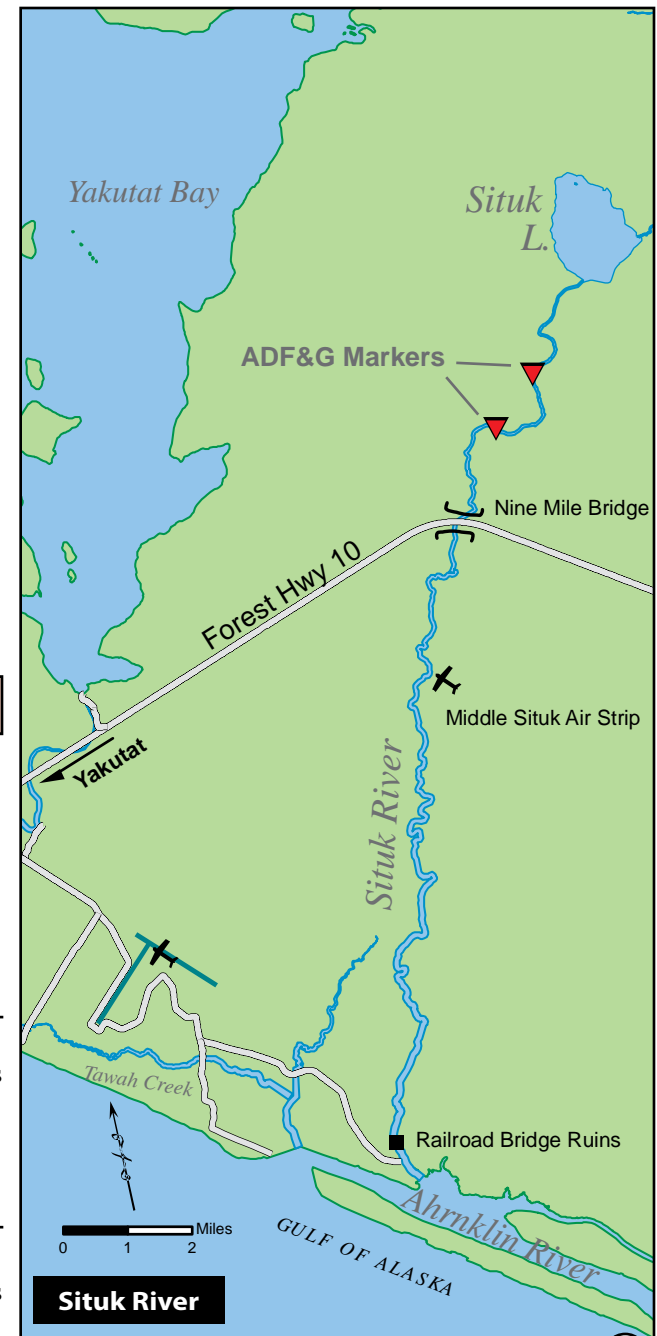 Yakutat Bay
Situk
L.
ADF&G Markers
Nine Mile Bridge
Forest Hwy 10
Middle Situk Air Strip
Yakutat
Situk River
Tawah Creek
Railroad Bridge Ruins
Ahrnklin River
GULF OF ALASKA
Miles
0 1 2
Situk River